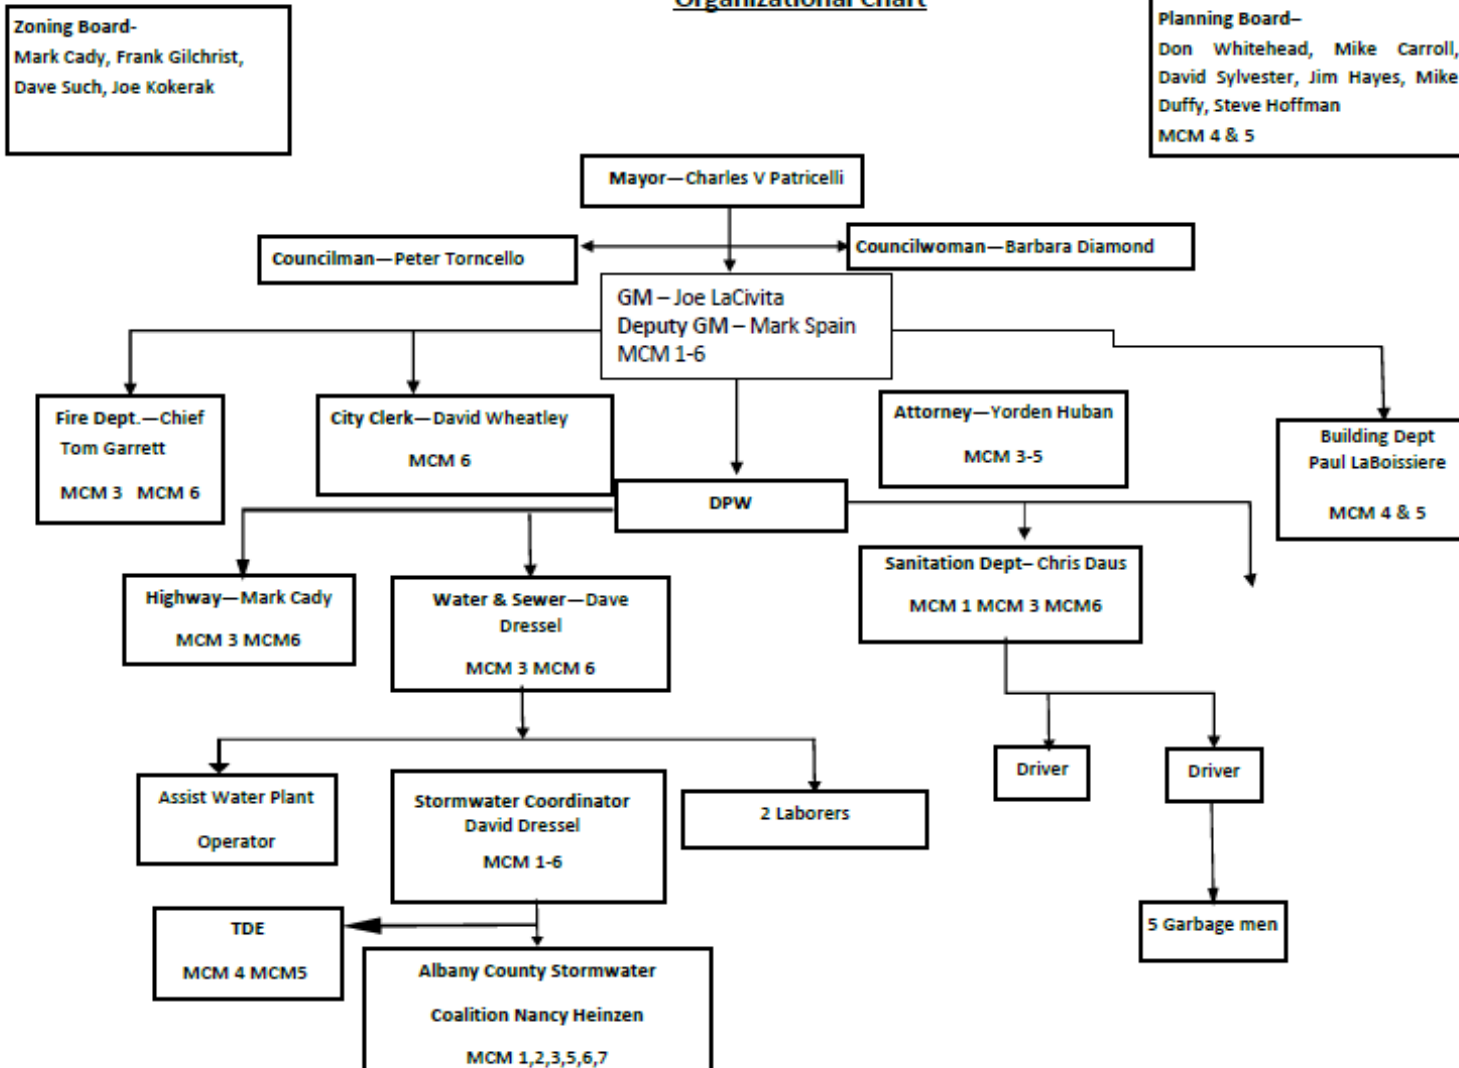 Organizational Chart
Zoning Board-
Mark Cady, Frank Gilchrist,
Dave Such, Joe Kokerak
Planning Board–
Don Whitehead, Mike Carroll,
David Sylvester, Jim Hayes, Mike
Duffy, Steve Hoffman
MCM 4 & 5
Mayor—Charles V Patricelli
Councilman—Peter Torncello
Councilwoman—Barbara Diamond
GM – Joe LaCivita
Deputy GM – Mark Spain
MCM 1-6
Fire Dept.—Chief
Tom Garrett
MCM 3 MCM 6
City Clerk—David Wheatley
MCM 6
Attorney—Yorden Huban
MCM 3-5
Building Dept
Paul LaBoissiere
MCM 4 & 5
DPW
Highway—Mark Cady
MCM 3 MCM6
Water & Sewer—Dave
Dressel
MCM 3 MCM 6
Sanitation Dept– Chris Daus
MCM 1 MCM 3 MCM6
Assist Water Plant
Operator
Stormwater Coordinator
David Dressel
MCM 1-6
2 Laborers
Driver
Driver
TDE
MCM 4 MCM5
5 Garbage men
Albany County Stormwater
Coalition Nancy Heinzen
MCM 1,2,3,5,6,7